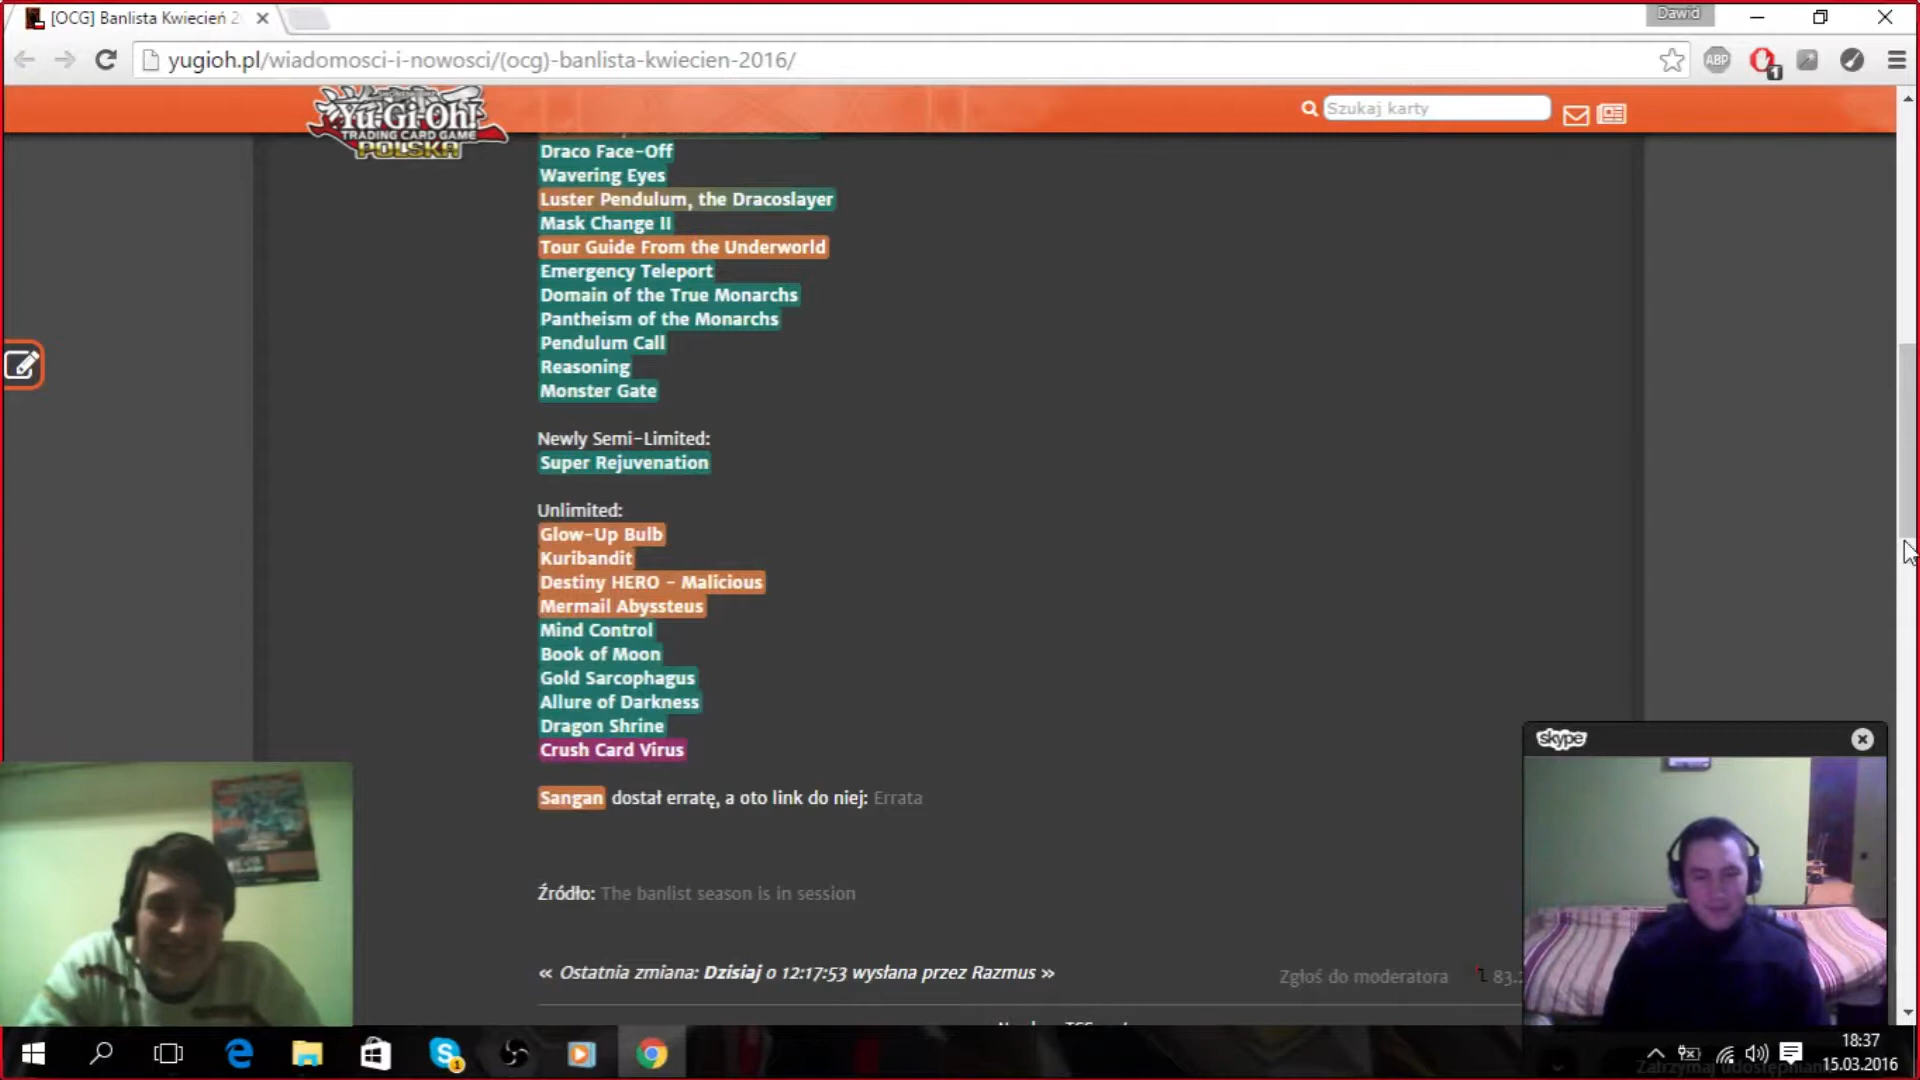 [OCG] Banlista Kwiecień 2
Dawid
yugioh.pl/wiadomosci-i-nowosci/(ocg)-banlista-kwiecien-2016/
ABP
1
Yu-Gi-Oh!
TRADING CARD GAME
POLSKA
Szukaj karty
Draco Face-Off
Wavering Eyes
Luster Pendulum, the Dracoslayer
Mask Change II
Tour Guide From the Underworld
Emergency Teleport
Domain of the True Monarchs
Pantheism of the Monarchs
Pendulum Call
Reasoning
Monster Gate
Newly Semi-Limited:
Super Rejuvenation
Unlimited:
Glow-Up Bulb
Kuribandit
Destiny HERO - Malicious
Mermail Abyssteus
Mind Control
Book of Moon
Gold Sarcophagus
Allure of Darkness
Dragon Shrine
Crush Card Virus
skype
Sangan dostał erratę, a oto link do niej: Errata
Źródło: The banlist season is in session
« Ostatnia zmiana: Dzisiaj o 12:17:53 wysłana przez Razmus »
Zgłoś do moderatora
83.
1
18:37
15.03.2016